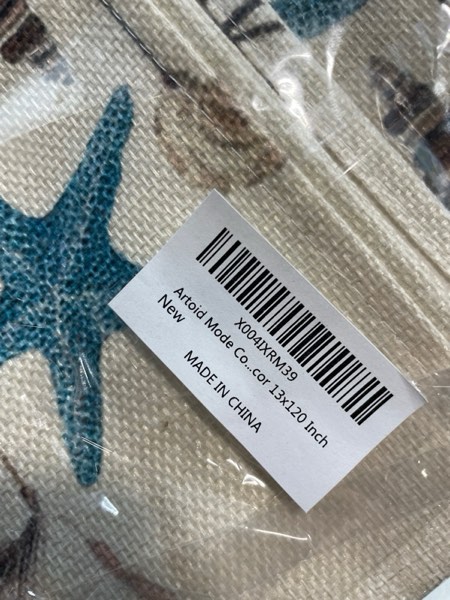 X004IXRM39
Artoid Mode Co...cor 13x120 Inch
New
MADE IN CHINA